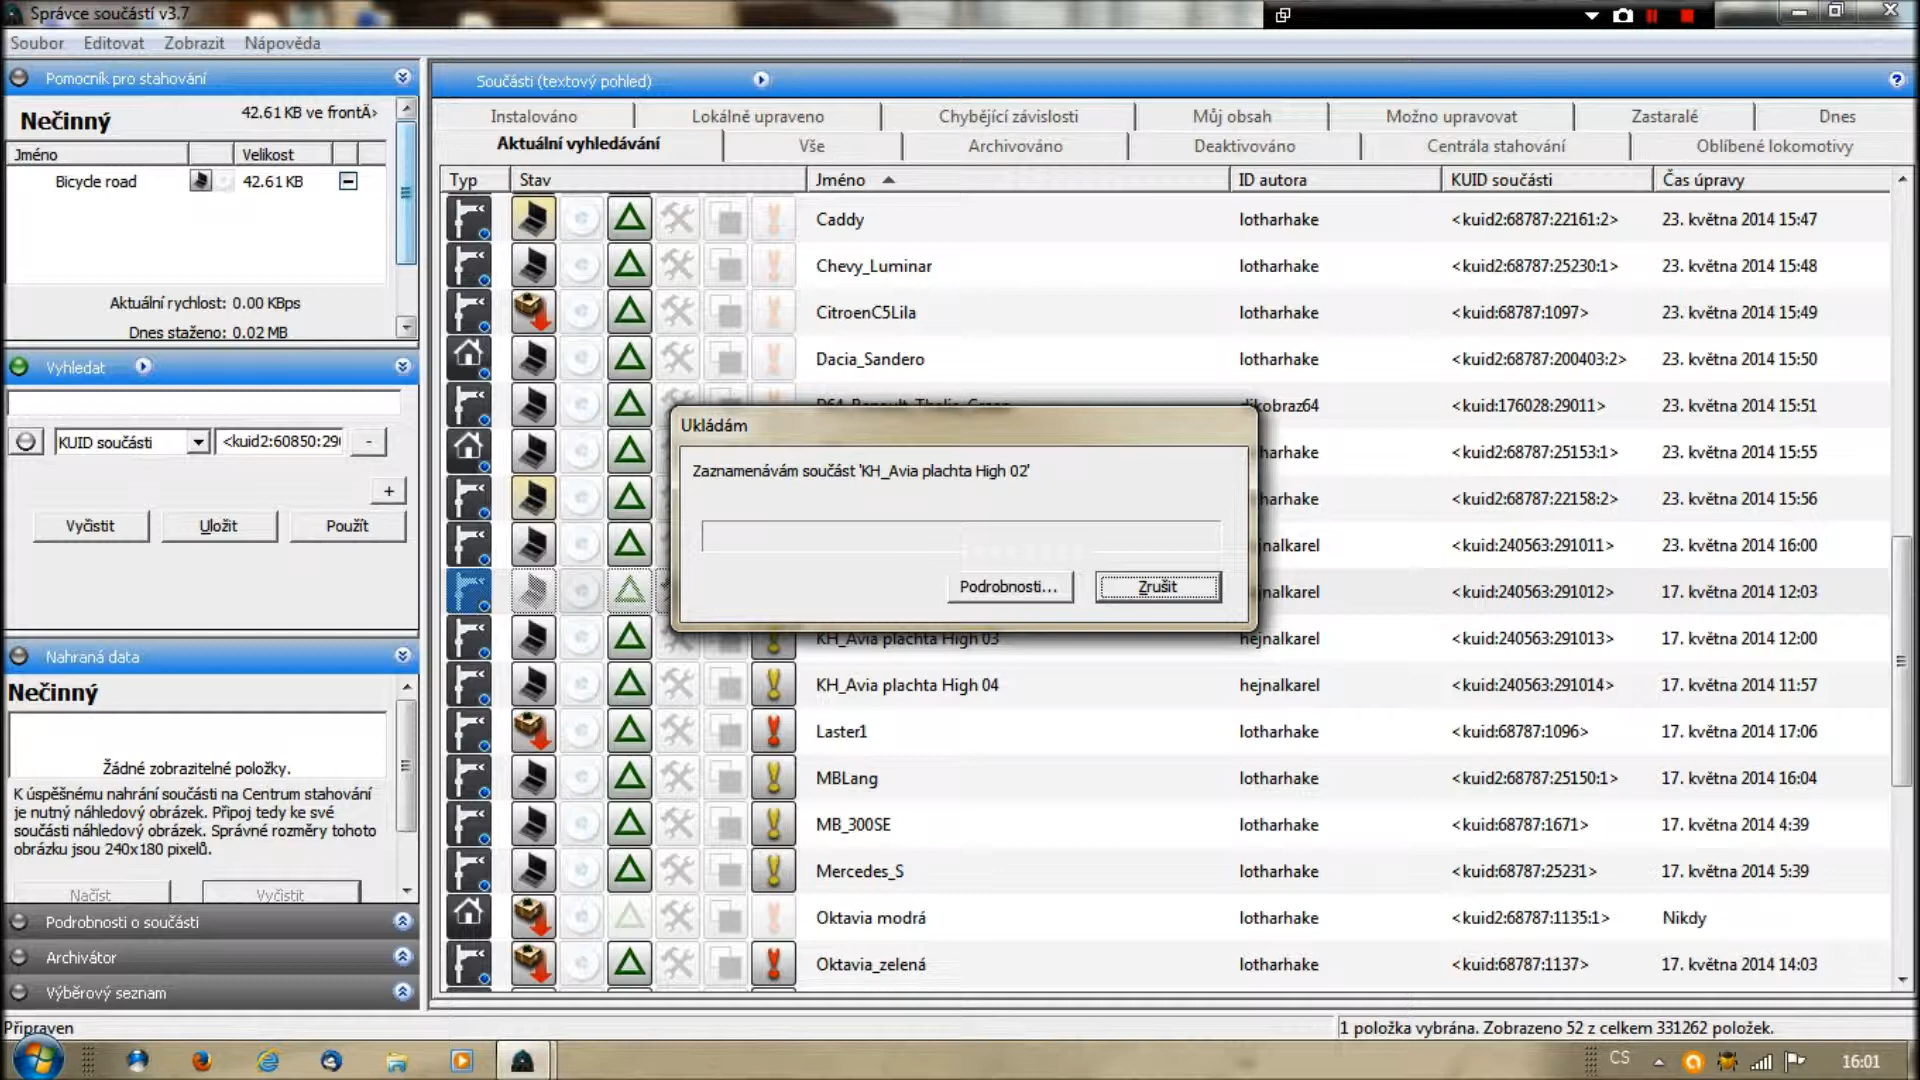 Správce součástí v3.7
Soubor Editovat Zobrazit Nápověda
Pomocník pro stahování
Nečinný
42.61 KB ve frontÄ›
Jméno Velikost
Bicycle road 42.61 KB
Aktuální rychlost: 0.00 KBps
Dnes staženo: 0.02 MB
Vyhledat
KUID součásti <kuid2:60850:29 -
+
Vyčistit Uložit Použít
Nahraná data
Nečinný
Žádné zobrazitelné položky.
K úspěšnému nahrání součásti na Centrum stahování
je nutný náhledový obrázek. Připoj tedy ke své
součásti náhledový obrázek. Správné rozměry tohoto
obrázku jsou 240x180 pixelů.
Načíst Vyčistit
Podrobnosti o součásti
Archivátor
Výběrový seznam
Součásti (textový pohled)
Instalováno Lokálně upraveno Chybějící závislosti Můj obsah Možno upravovat Zastaralé Dnes
Aktuální vyhledávání Vše Archivováno Deaktivováno Centrála stahování Oblíbené lokomotivy
Typ Stav Jméno ID autora KUID součásti Čas úpravy
Caddy lotharhake <kuid2:68787:22161:2> 23. května 2014 15:47
Chevy_Luminar lotharhake <kuid2:68787:25230:1> 23. května 2014 15:48
CitroenC5Lila lotharhake <kuid:68787:1097> 23. května 2014 15:49
Dacia_Sandero lotharhake <kuid2:68787:200403:2> 23. května 2014 15:50
dikobraz64 <kuid:176028:29011> 23. května 2014 15:51
harhake <kuid2:68787:25153:1> 23. května 2014 15:55
harhake <kuid2:68787:22158:2> 23. května 2014 15:56
jnalkarel <kuid:240563:291011> 23. května 2014 16:00
jnalkarel <kuid:240563:291012> 17. května 2014 12:03
KH_Avia plachta High 03 hejnalkarel <kuid:240563:291013> 17. května 2014 12:00
KH_Avia plachta High 04 hejnalkarel <kuid:240563:291014> 17. května 2014 11:57
Laster1 lotharhake <kuid:68787:1096> 17. května 2014 17:06
MBLang lotharhake <kuid2:68787:25150:1> 17. května 2014 16:04
MB_300SE lotharhake <kuid:68787:1671> 17. května 2014 4:39
Mercedes_S lotharhake <kuid:68787:25231> 17. května 2014 5:39
Oktavia modrá lotharhake <kuid2:68787:1135:1> Nikdy
Oktavia_zelená lotharhake <kuid:68787:1137> 17. května 2014 14:03
Ukládám
Zaznamenávám součást 'KH_Avia plachta High 02'
Podrobnosti... Zrušit
Připraven
1 položka vybrána. Zobrazeno 52 z celkem 331262 položek.
CS 16:01